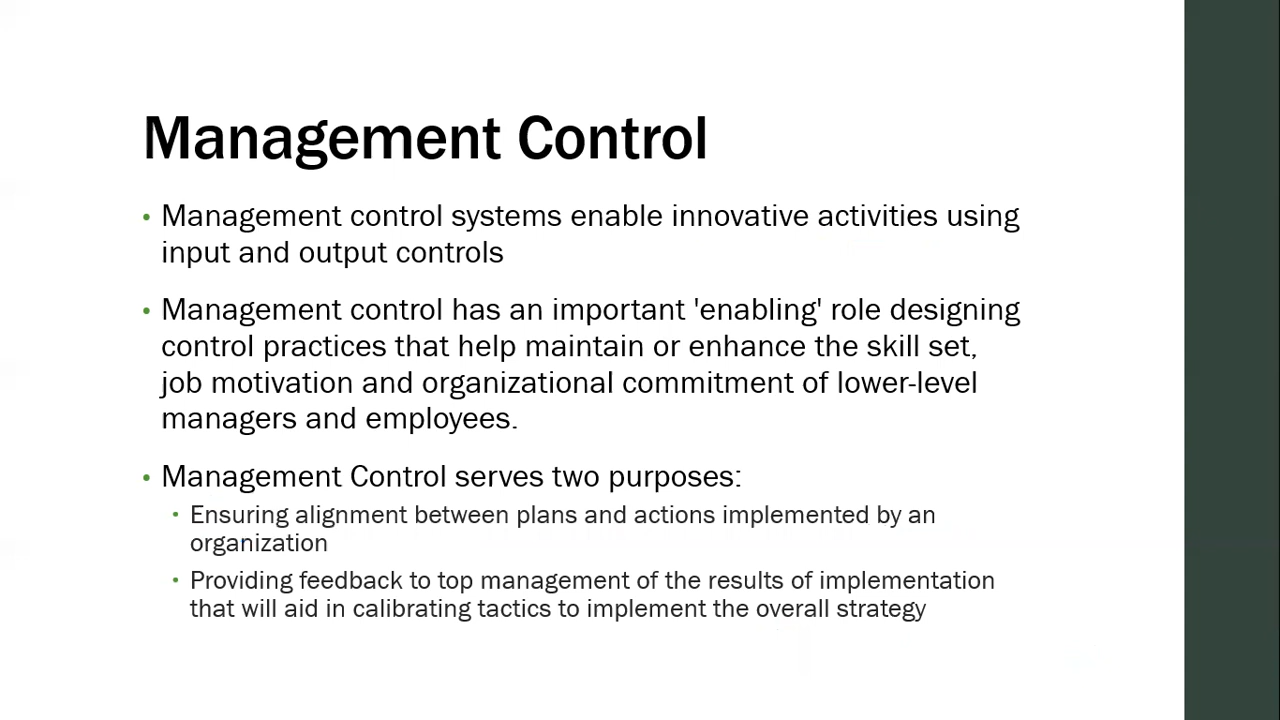 Management Control
• Management control systems enable innovative activities using
input and output controls
• Management control has an important 'enabling' role designing
control practices that help maintain or enhance the skill set,
job motivation and organizational commitment of lower-level
managers and employees.
• Management Control serves two purposes:
• Ensuring alignment between plans and actions implemented by an
organization
• Providing feedback to top management of the results of implementation
that will aid in calibrating tactics to implement the overall strategy